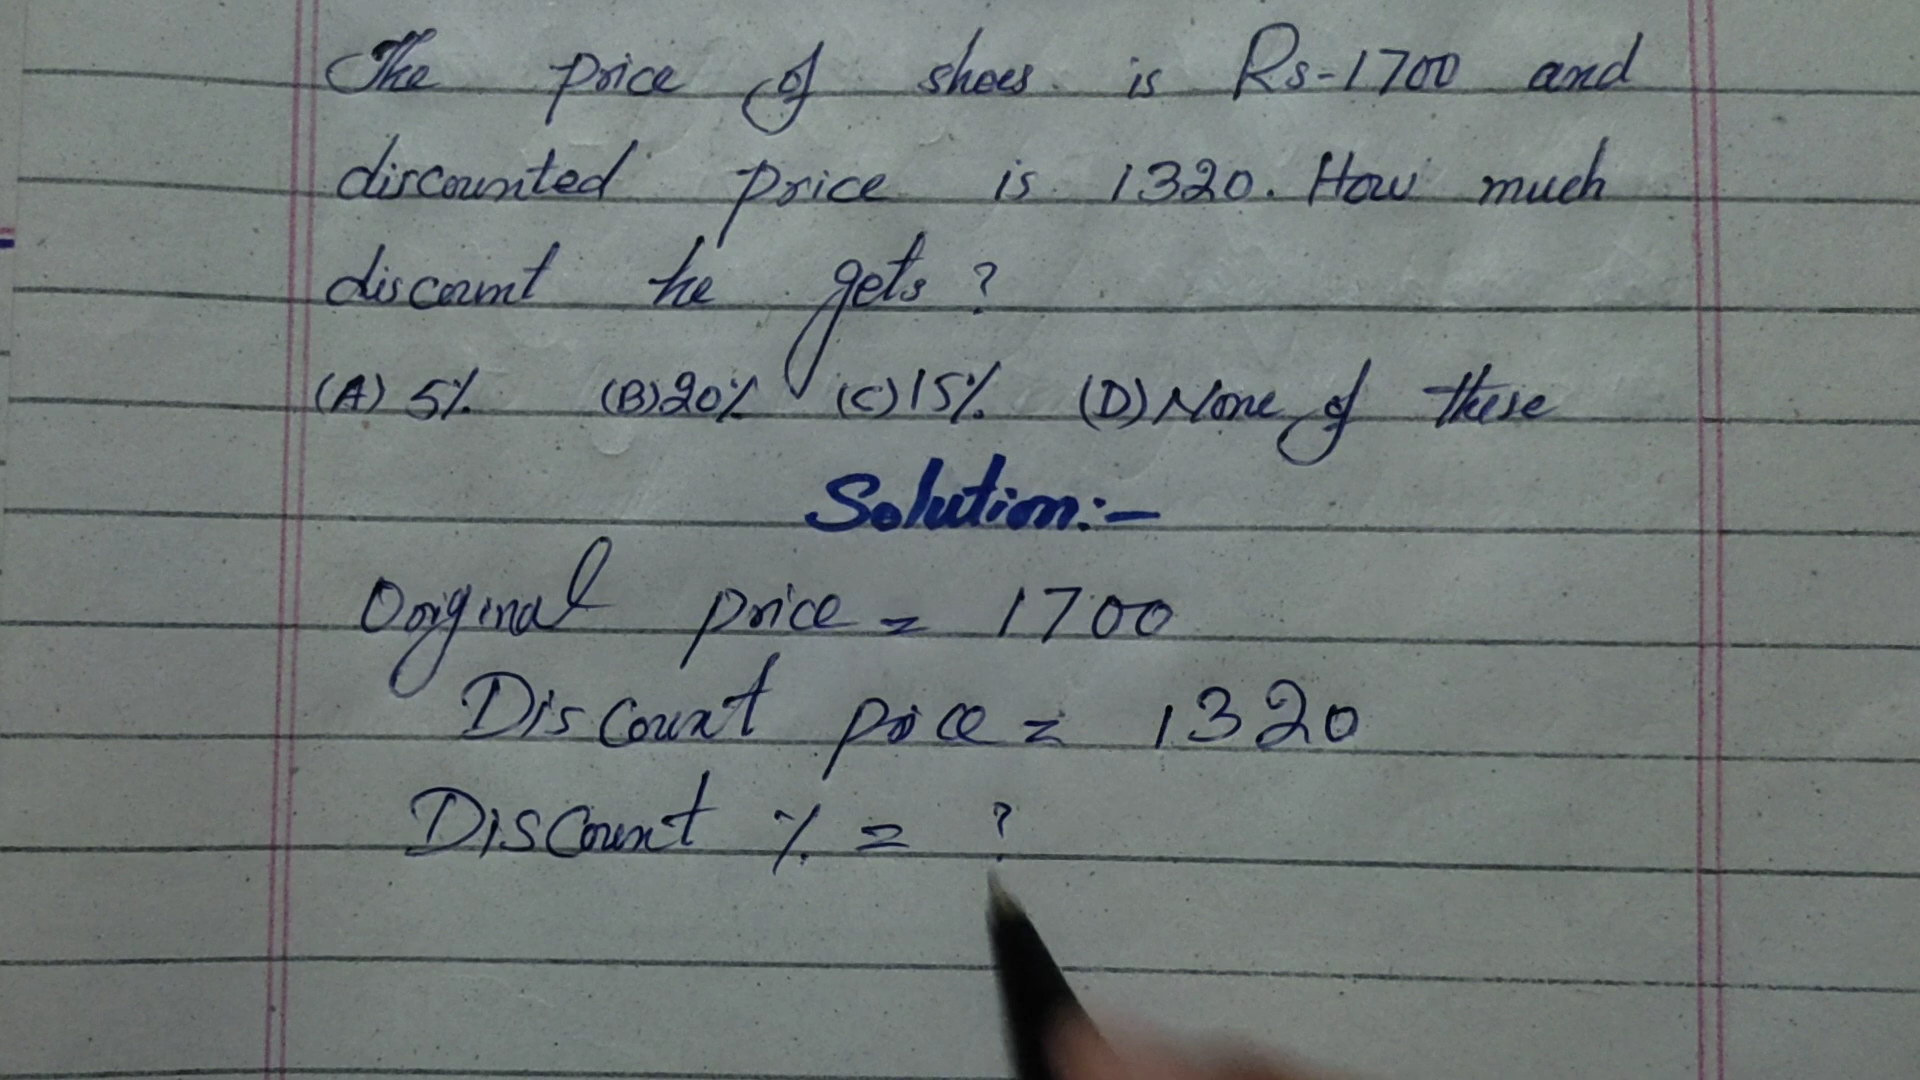 The price of shoes is Rs-1700 and
discounted price is 1320. How much
discount he gets?
(A) 5% (B) 20% (C) 15% (D) None of these
Solution:-
Original price = 1700
Discount price = 1320
Discount % = ?